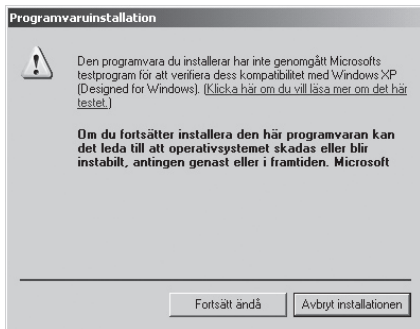 Programvaruinstallation
Den programvara du installerar har inte genomgått Microsofts
testprogram för att verifiera dess kompatibilitet med Windows XP
(Designed for Windows). (Klicka här om du vill läsa mer om det här
testet.)
Om du fortsätter installera den här programvaran kan
det leda till att operativsystemet skadas eller blir
instabilt, antingen genast eller i framtiden. Microsoft
Fortsätt ändå
Avbryt installationen